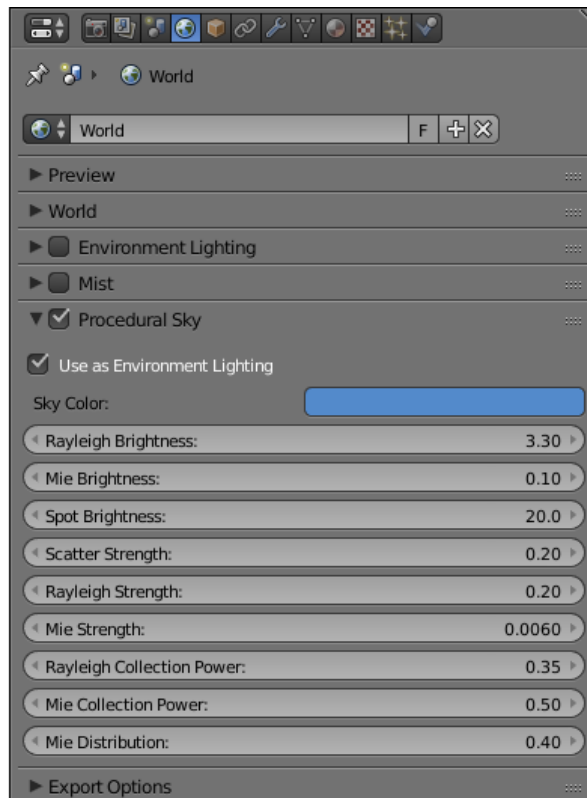 World
World F
Preview
World
Environment Lighting
Mist
Procedural Sky
Use as Environment Lighting
Sky Color:
Rayleigh Brightness: 3.30
Mie Brightness: 0.10
Spot Brightness: 20.0
Scatter Strength: 0.20
Rayleigh Strength: 0.20
Mie Strength: 0.0060
Rayleigh Collection Power: 0.35
Mie Collection Power: 0.50
Mie Distribution: 0.40
Export Options